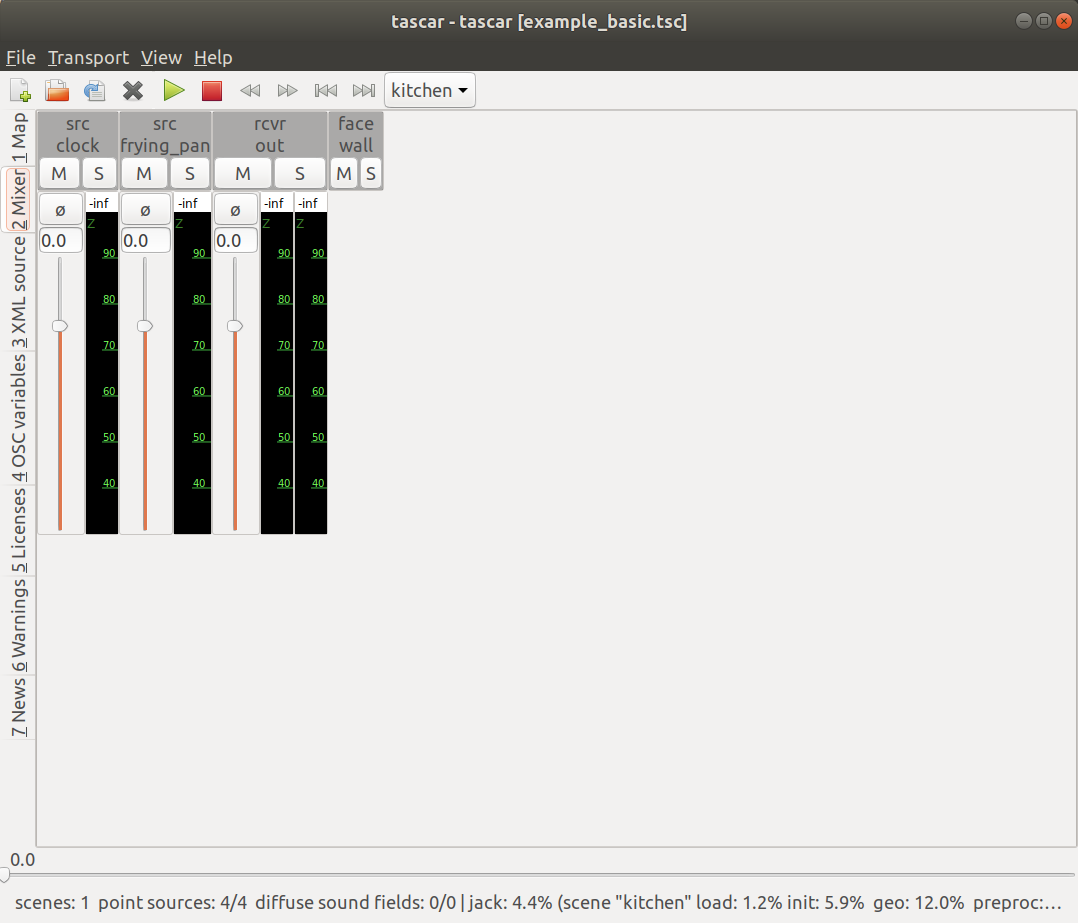 tascar - tascar [example_basic.tsc]
File Transport View Help
kitchen
1 Map
2 Mixer
3 XML source
4 OSC variables
5 Licenses
6 Warnings
7 News
src clock
src frying_pan
rcvr out
face wall
M S M S M S M S
ø -inf ø -inf ø -inf -inf
Z Z Z Z
0.0 0.0 0.0
90 90 90 90
80 80 80 80
70 70 70 70
60 60 60 60
50 50 50 50
40 40 40 40
0.0
scenes: 1 point sources: 4/4 diffuse sound fields: 0/0 | jack: 4.4% (scene "kitchen" load: 1.2% init: 5.9% geo: 12.0% preproc:…